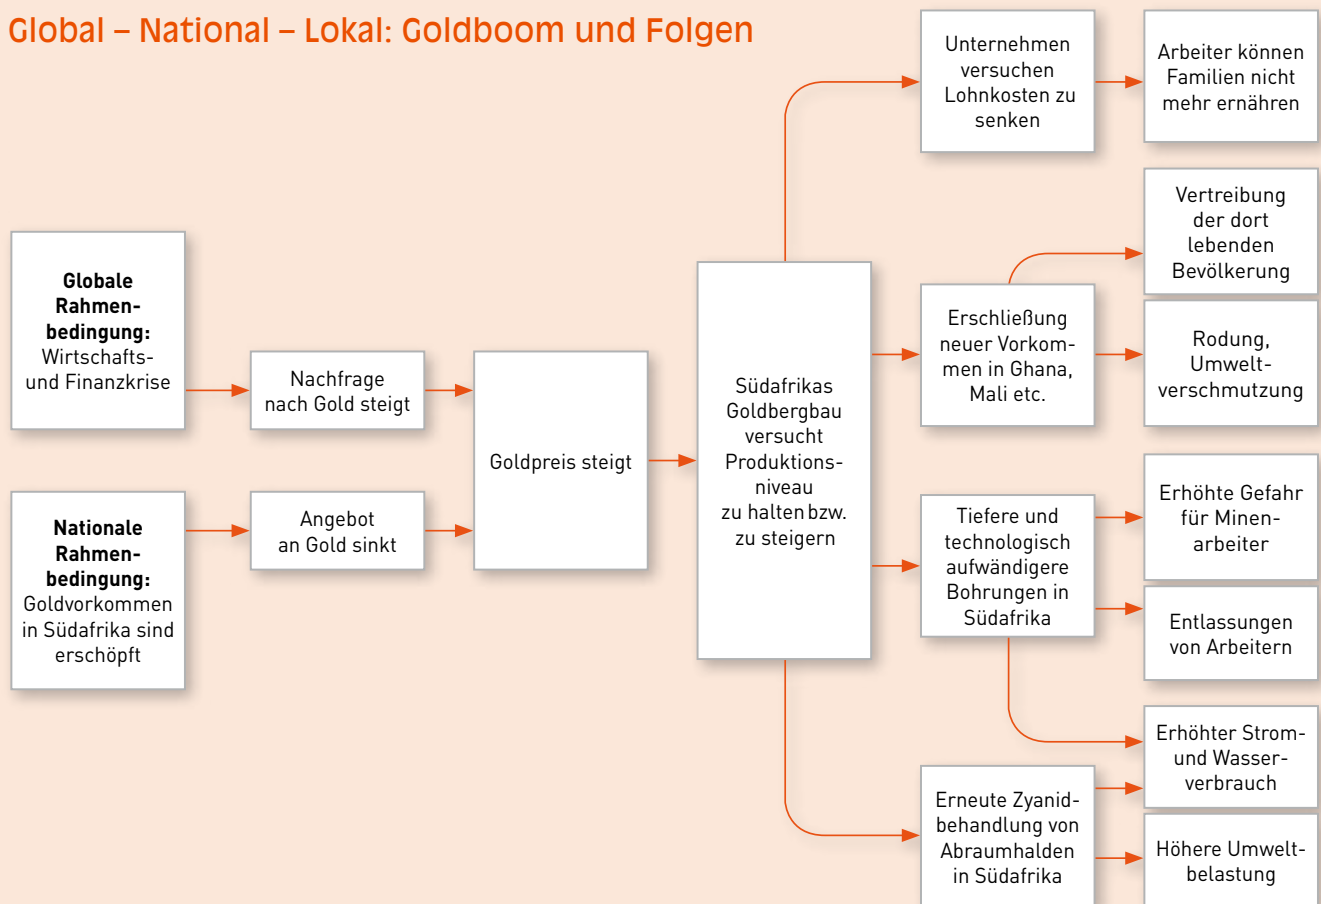 Global – National – Lokal: Goldboom und Folgen
Globale
Rahmen-
bedingung:
Wirtschafts-
und Finanzkrise
Nationale
Rahmen-
bedingung:
Goldvorkommen
in Südafrika sind
erschöpft
Nachfrage
nach Gold steigt
Angebot
an Gold sinkt
Goldpreis steigt
Südafrikas
Goldbergbau
versucht
Produktions-
niveau
zu halten bzw.
zu steigern
Unternehmen
versuchen
Lohnkosten zu
senken
Arbeiter können
Familien nicht
mehr ernähren
Erschließung
neuer Vorkom-
men in Ghana,
Mali etc.
Vertreibung
der dort
lebenden
Bevölkerung
Rodung,
Umwelt-
verschmutzung
Tiefere und
technologisch
aufwändigere
Bohrungen in
Südafrika
Erhöhte Gefahr
für Minen-
arbeiter
Entlassungen
von Arbeitern
Erhöhter Strom-
und Wasser-
verbrauch
Erneute Zyanid-
behandlung von
Abraumhalden
in Südafrika
Höhere Umwelt-
belastung